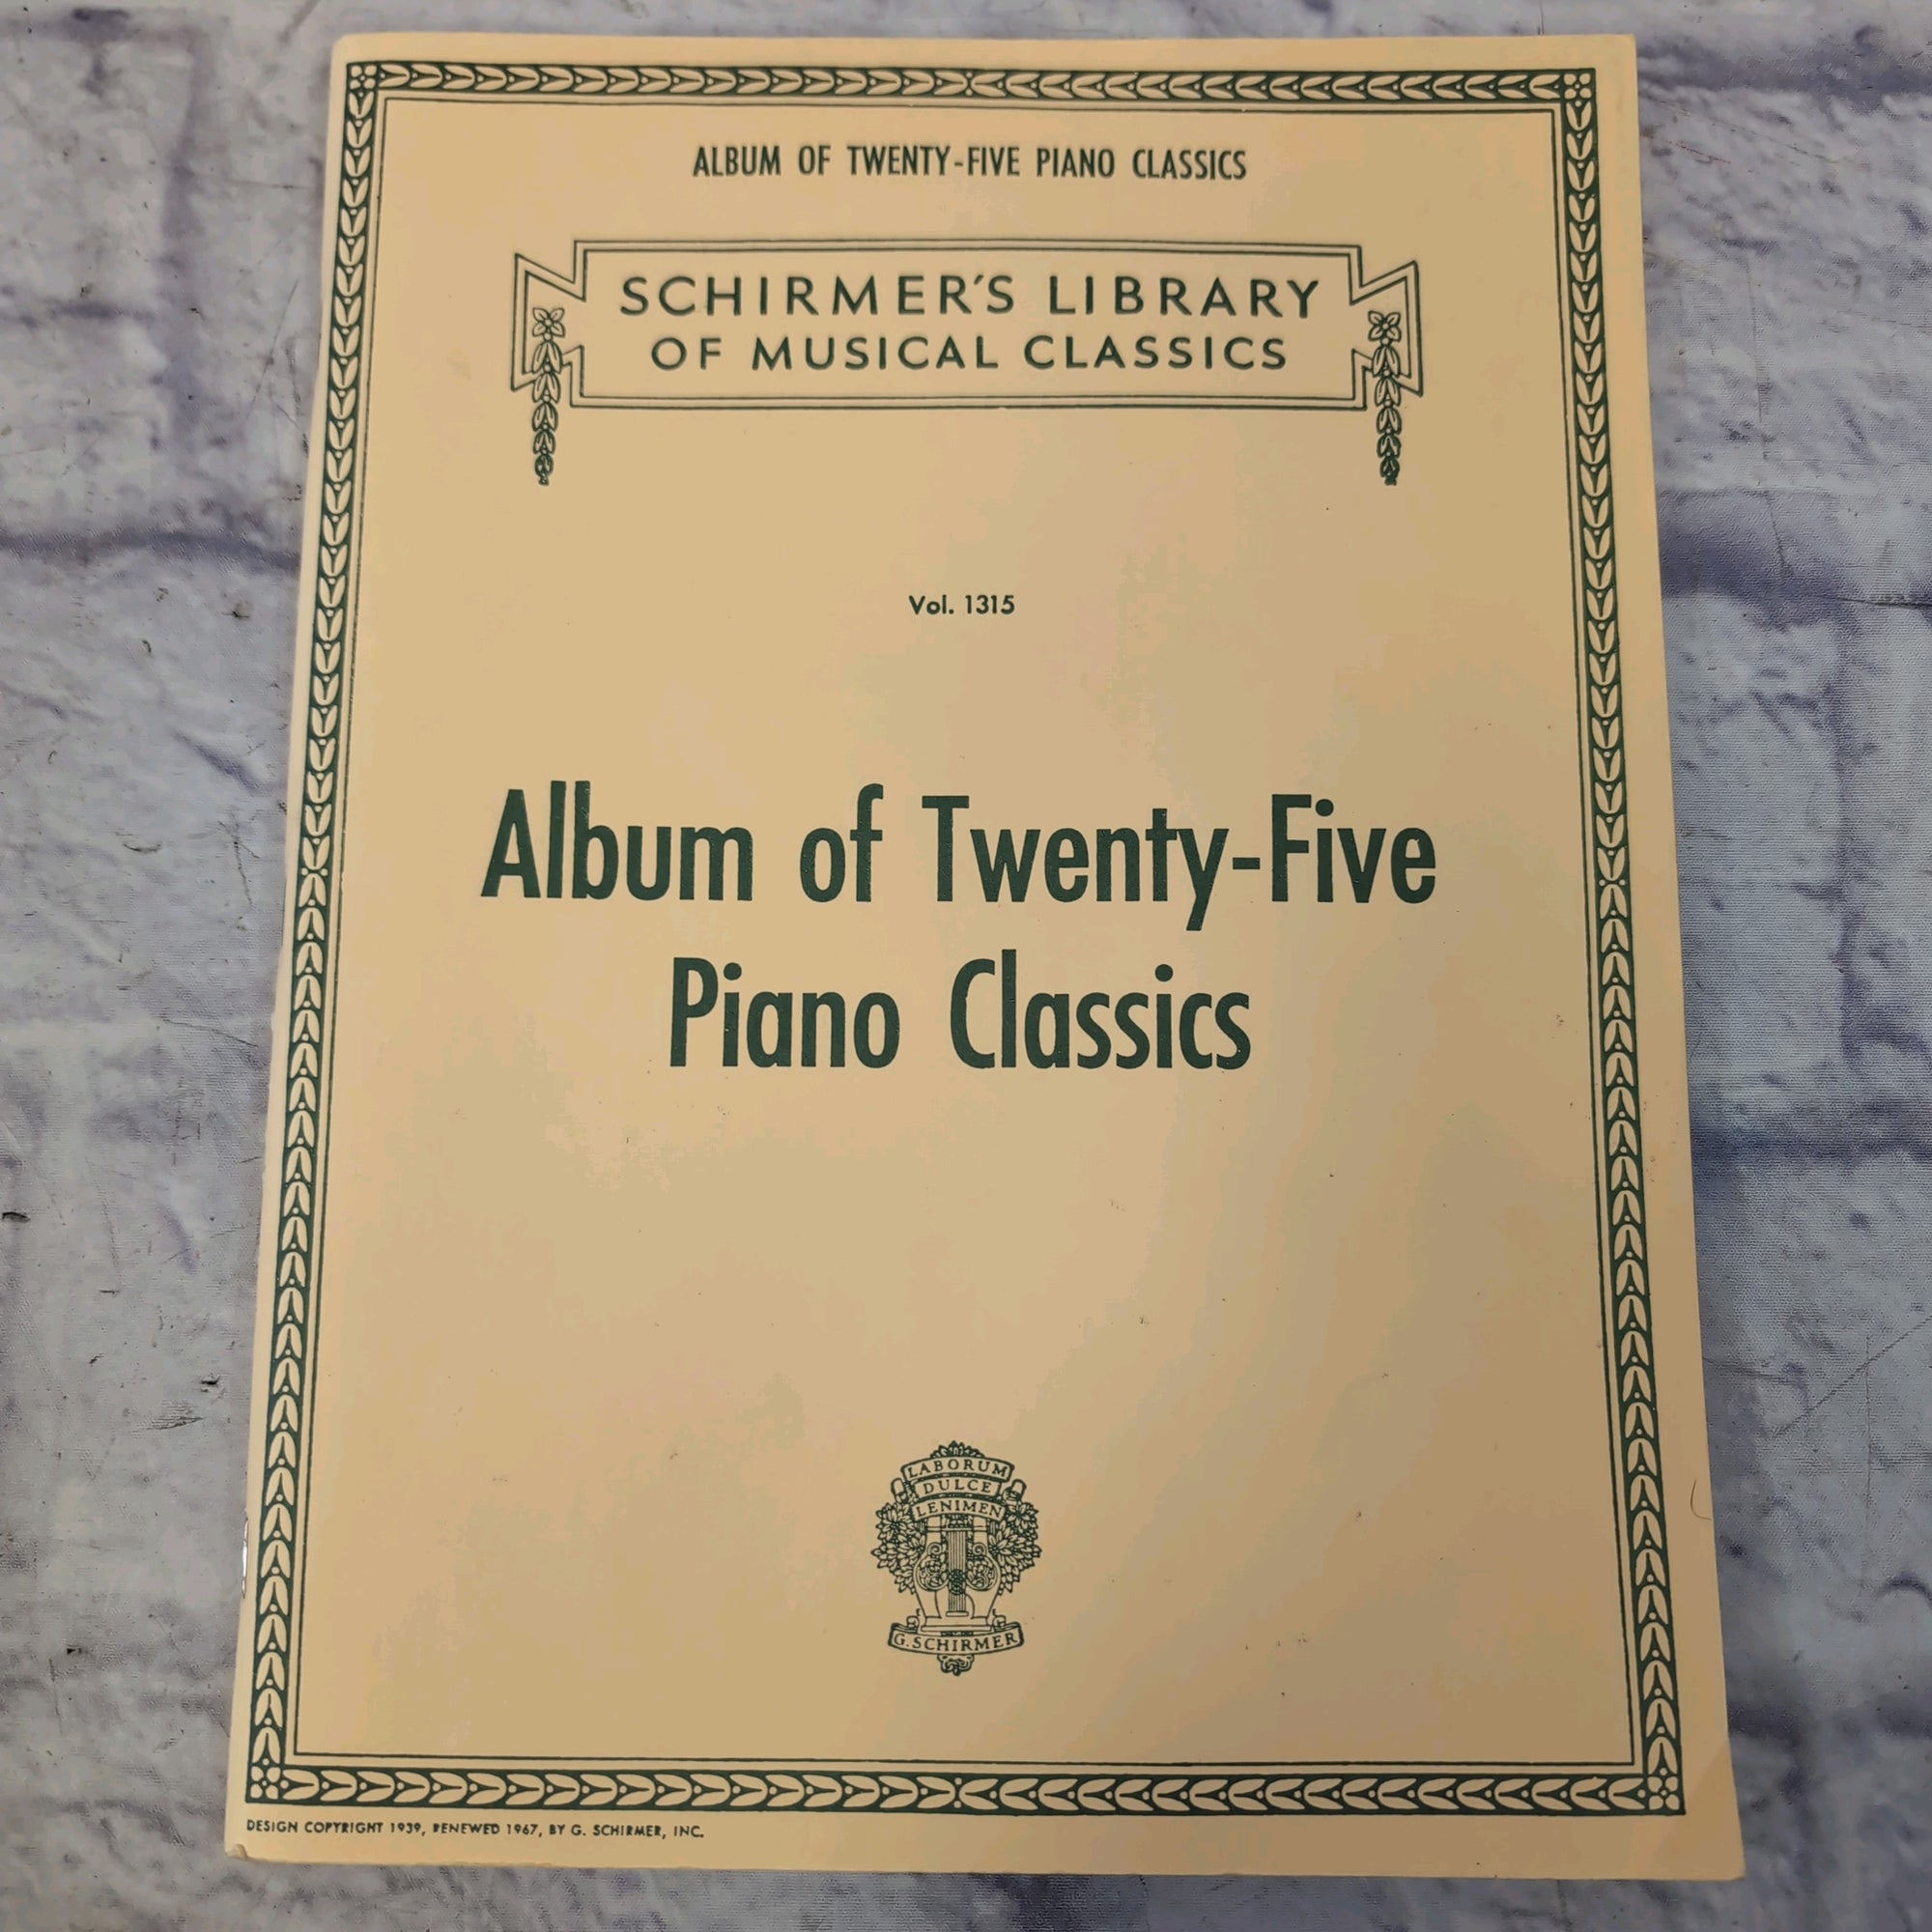 ALBUM OF TWENTY-FIVE PIANO CLASSICS
SCHIRMER'S LIBRARY
OF MUSICAL CLASSICS
Vol. 1315
Album of Twenty-Five
Piano Classics
LABORUM
DULCE
LENIMEN
G. SCHIRMER
DESIGN COPYRIGHT 1939, RENEWED 1967, BY G. SCHIRMER, INC.